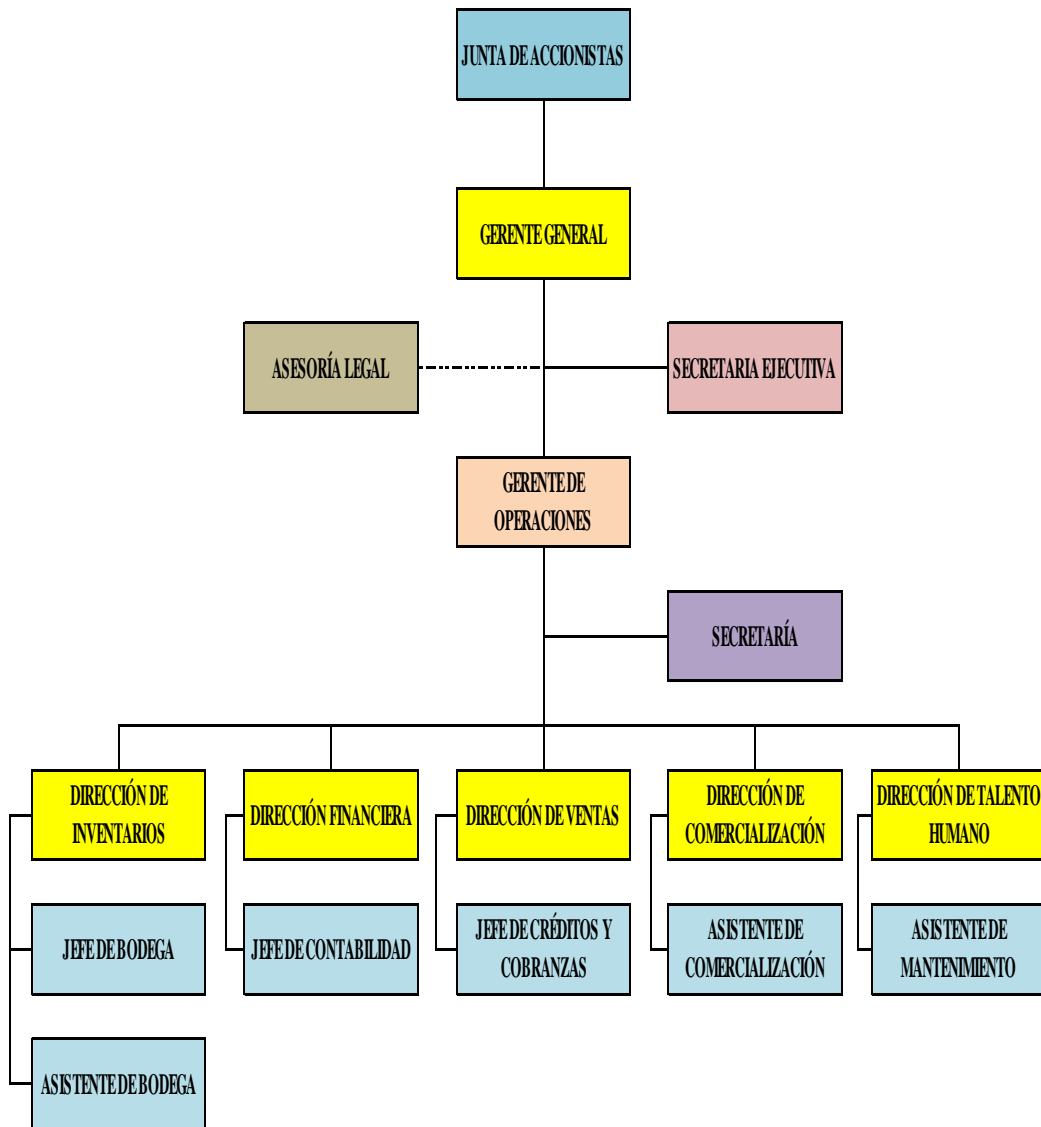 JUNTA DE ACCIONISTAS
GERENTE GENERAL
ASESORÍA LEGAL
SECRETARIA EJECUTIVA
GERENTE DE
OPERACIONES
SECRETARÍA
DIRECCIÓN DE
INVENTARIOS
DIRECCIÓN FINANCIERA
DIRECCIÓN DE VENTAS
DIRECCIÓN DE
COMERCIALIZACIÓN
DIRECCIÓN DE TALENTO
HUMANO
JEFE DE BODEGA
JEFE DE CONTABILIDAD
JEFE DE CRÉDITOS Y
COBRANZAS
ASISTENTE DE
COMERCIALIZACIÓN
ASISTENTE DE
MANTENIMIENTO
ASISTENTE DE BODEGA